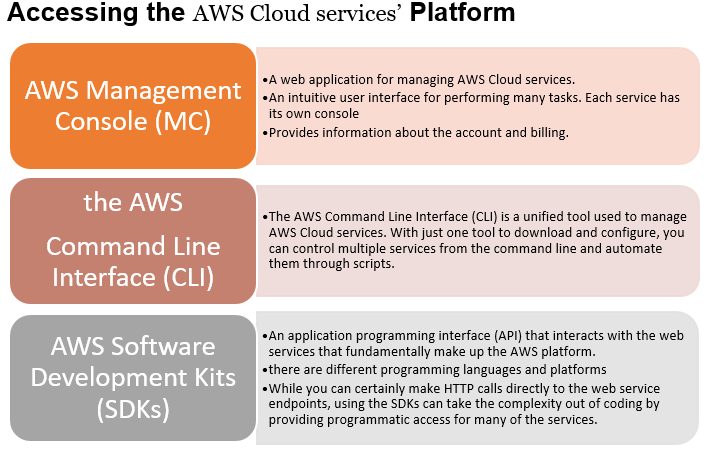 Accessing the AWS Cloud services’ Platform
AWS Management
Console (MC)
•A web application for managing AWS Cloud services.
•An intuitive user interface for performing many tasks. Each service has
its own console
•Provides information about the account and billing.
the AWS
Command Line
Interface (CLI)
•The AWS Command Line Interface (CLI) is a unified tool used to manage
AWS Cloud services. With just one tool to download and configure, you
can control multiple services from the command line and automate
them through scripts.
AWS Software
Development Kits
(SDKs)
•An application programming interface (API) that interacts with the web
services that fundamentally make up the AWS platform.
•there are different programming languages and platforms
•While you can certainly make HTTP calls directly to the web service
endpoints, using the SDKs can take the complexity out of coding by
providing programmatic access for many of the services.